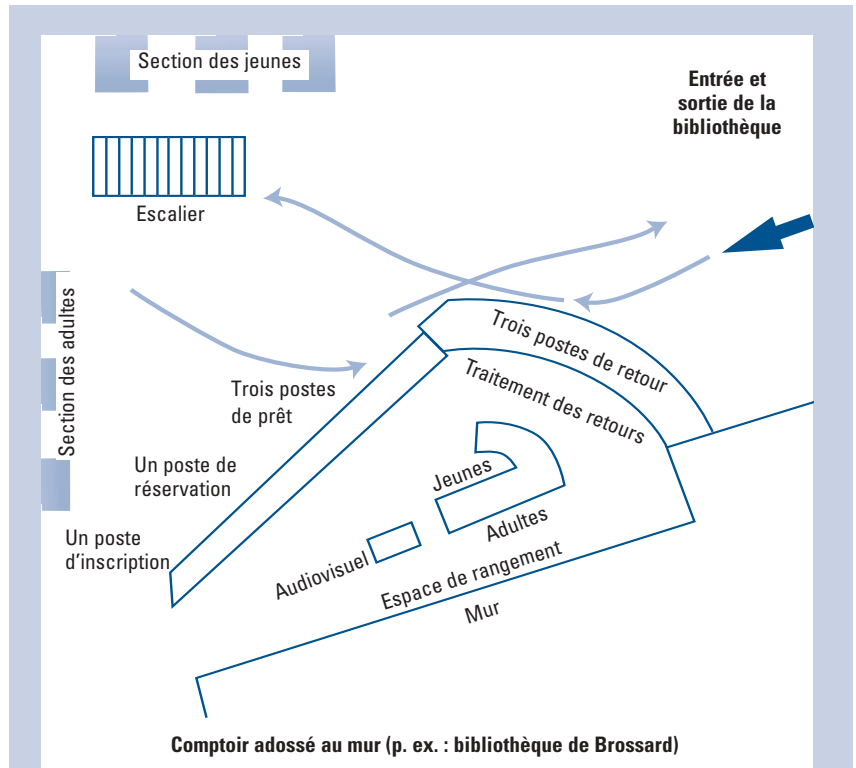 Section des jeunes
Entrée et
sortie de la
bibliothèque
Escalier
Section des adultes
Trois postes de retour
Traitement des retours
Trois postes
de prêt
Un poste de
réservation
Un poste
d'inscription
Jeunes
Adultes
Audiovisuel
Espace de rangement
Mur
Comptoir adossé au mur (p. ex. : bibliothèque de Brossard)